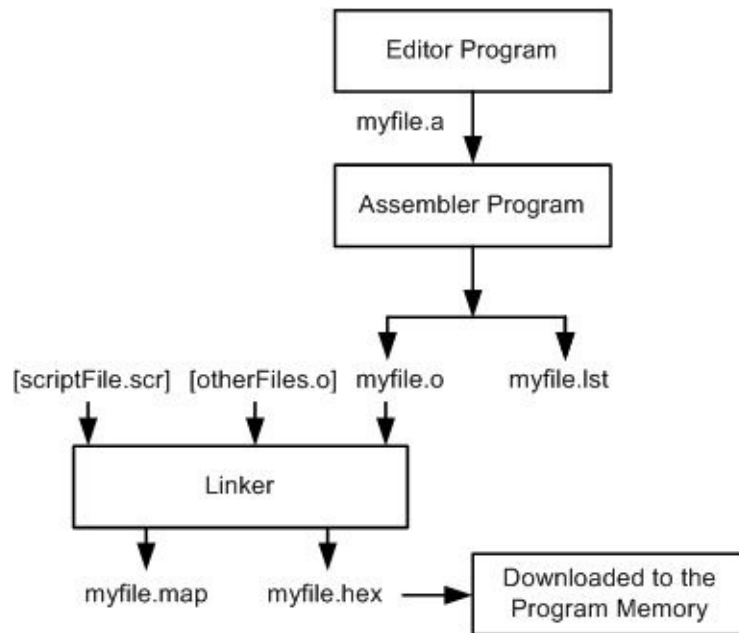 Editor Program
myfile.a
Assembler Program
[scriptFile.scr] [otherFiles.o] myfile.o myfile.lst
Linker
myfile.map myfile.hex
Downloaded to the
Program Memory